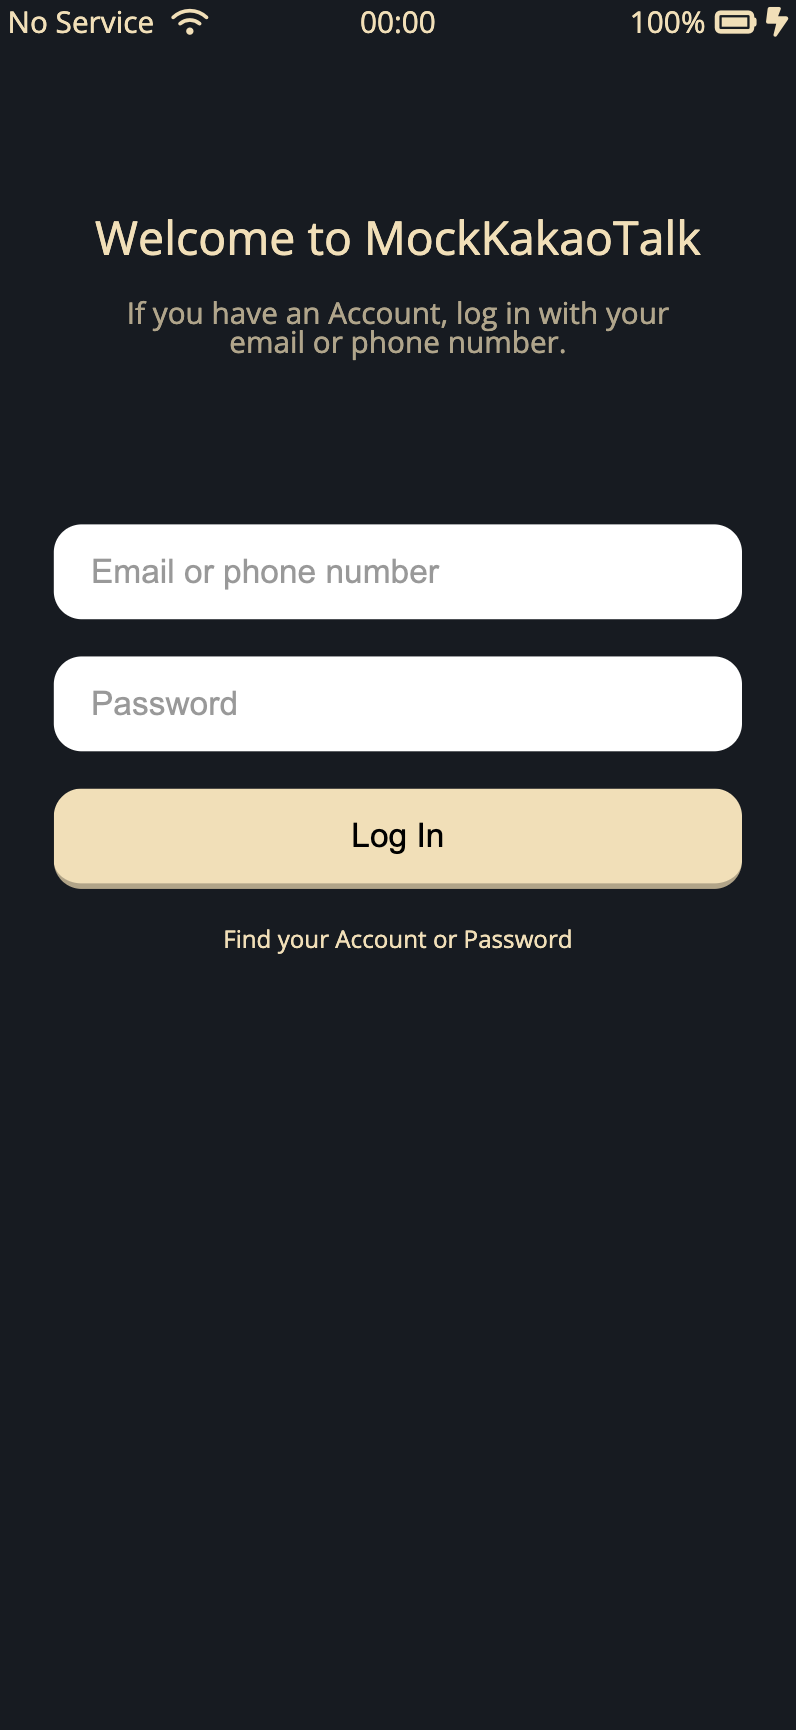 No Service 00:00 100%
Welcome to MockKakaoTalk
If you have an Account, log in with your
email or phone number.
Email or phone number
Password
Log In
Find your Account or Password